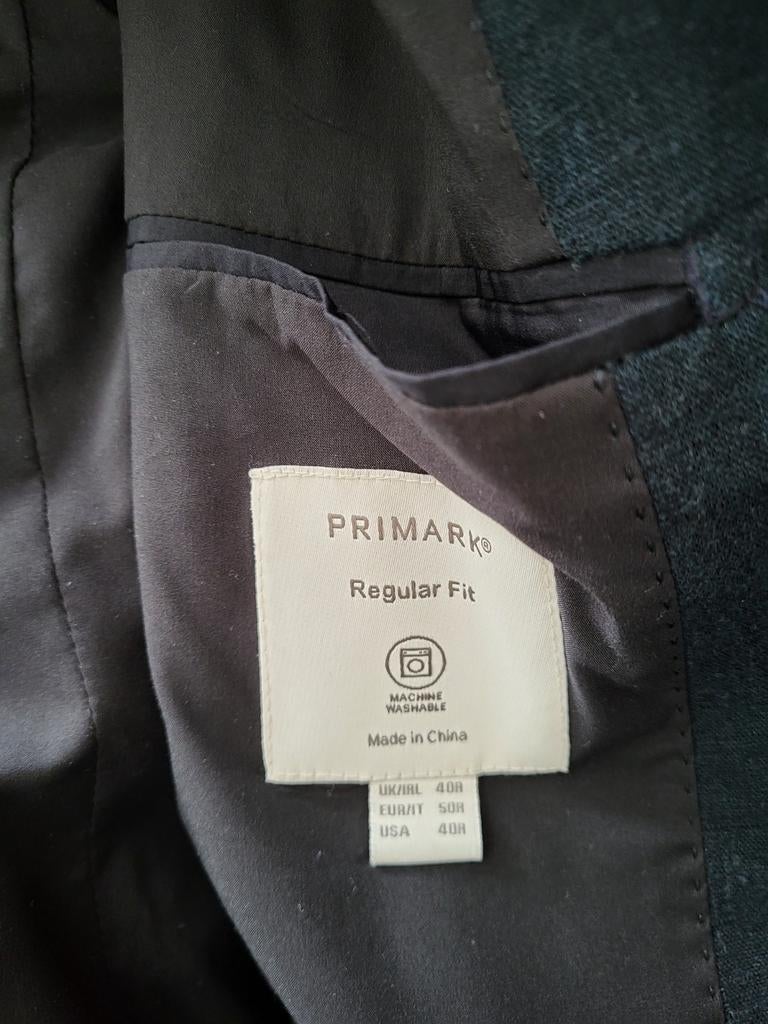 PRIMARK®
Regular Fit
MACHINE
WASHABLE
Made in China
UK/IRL 40R
EUR/IT 50R
USA 40R